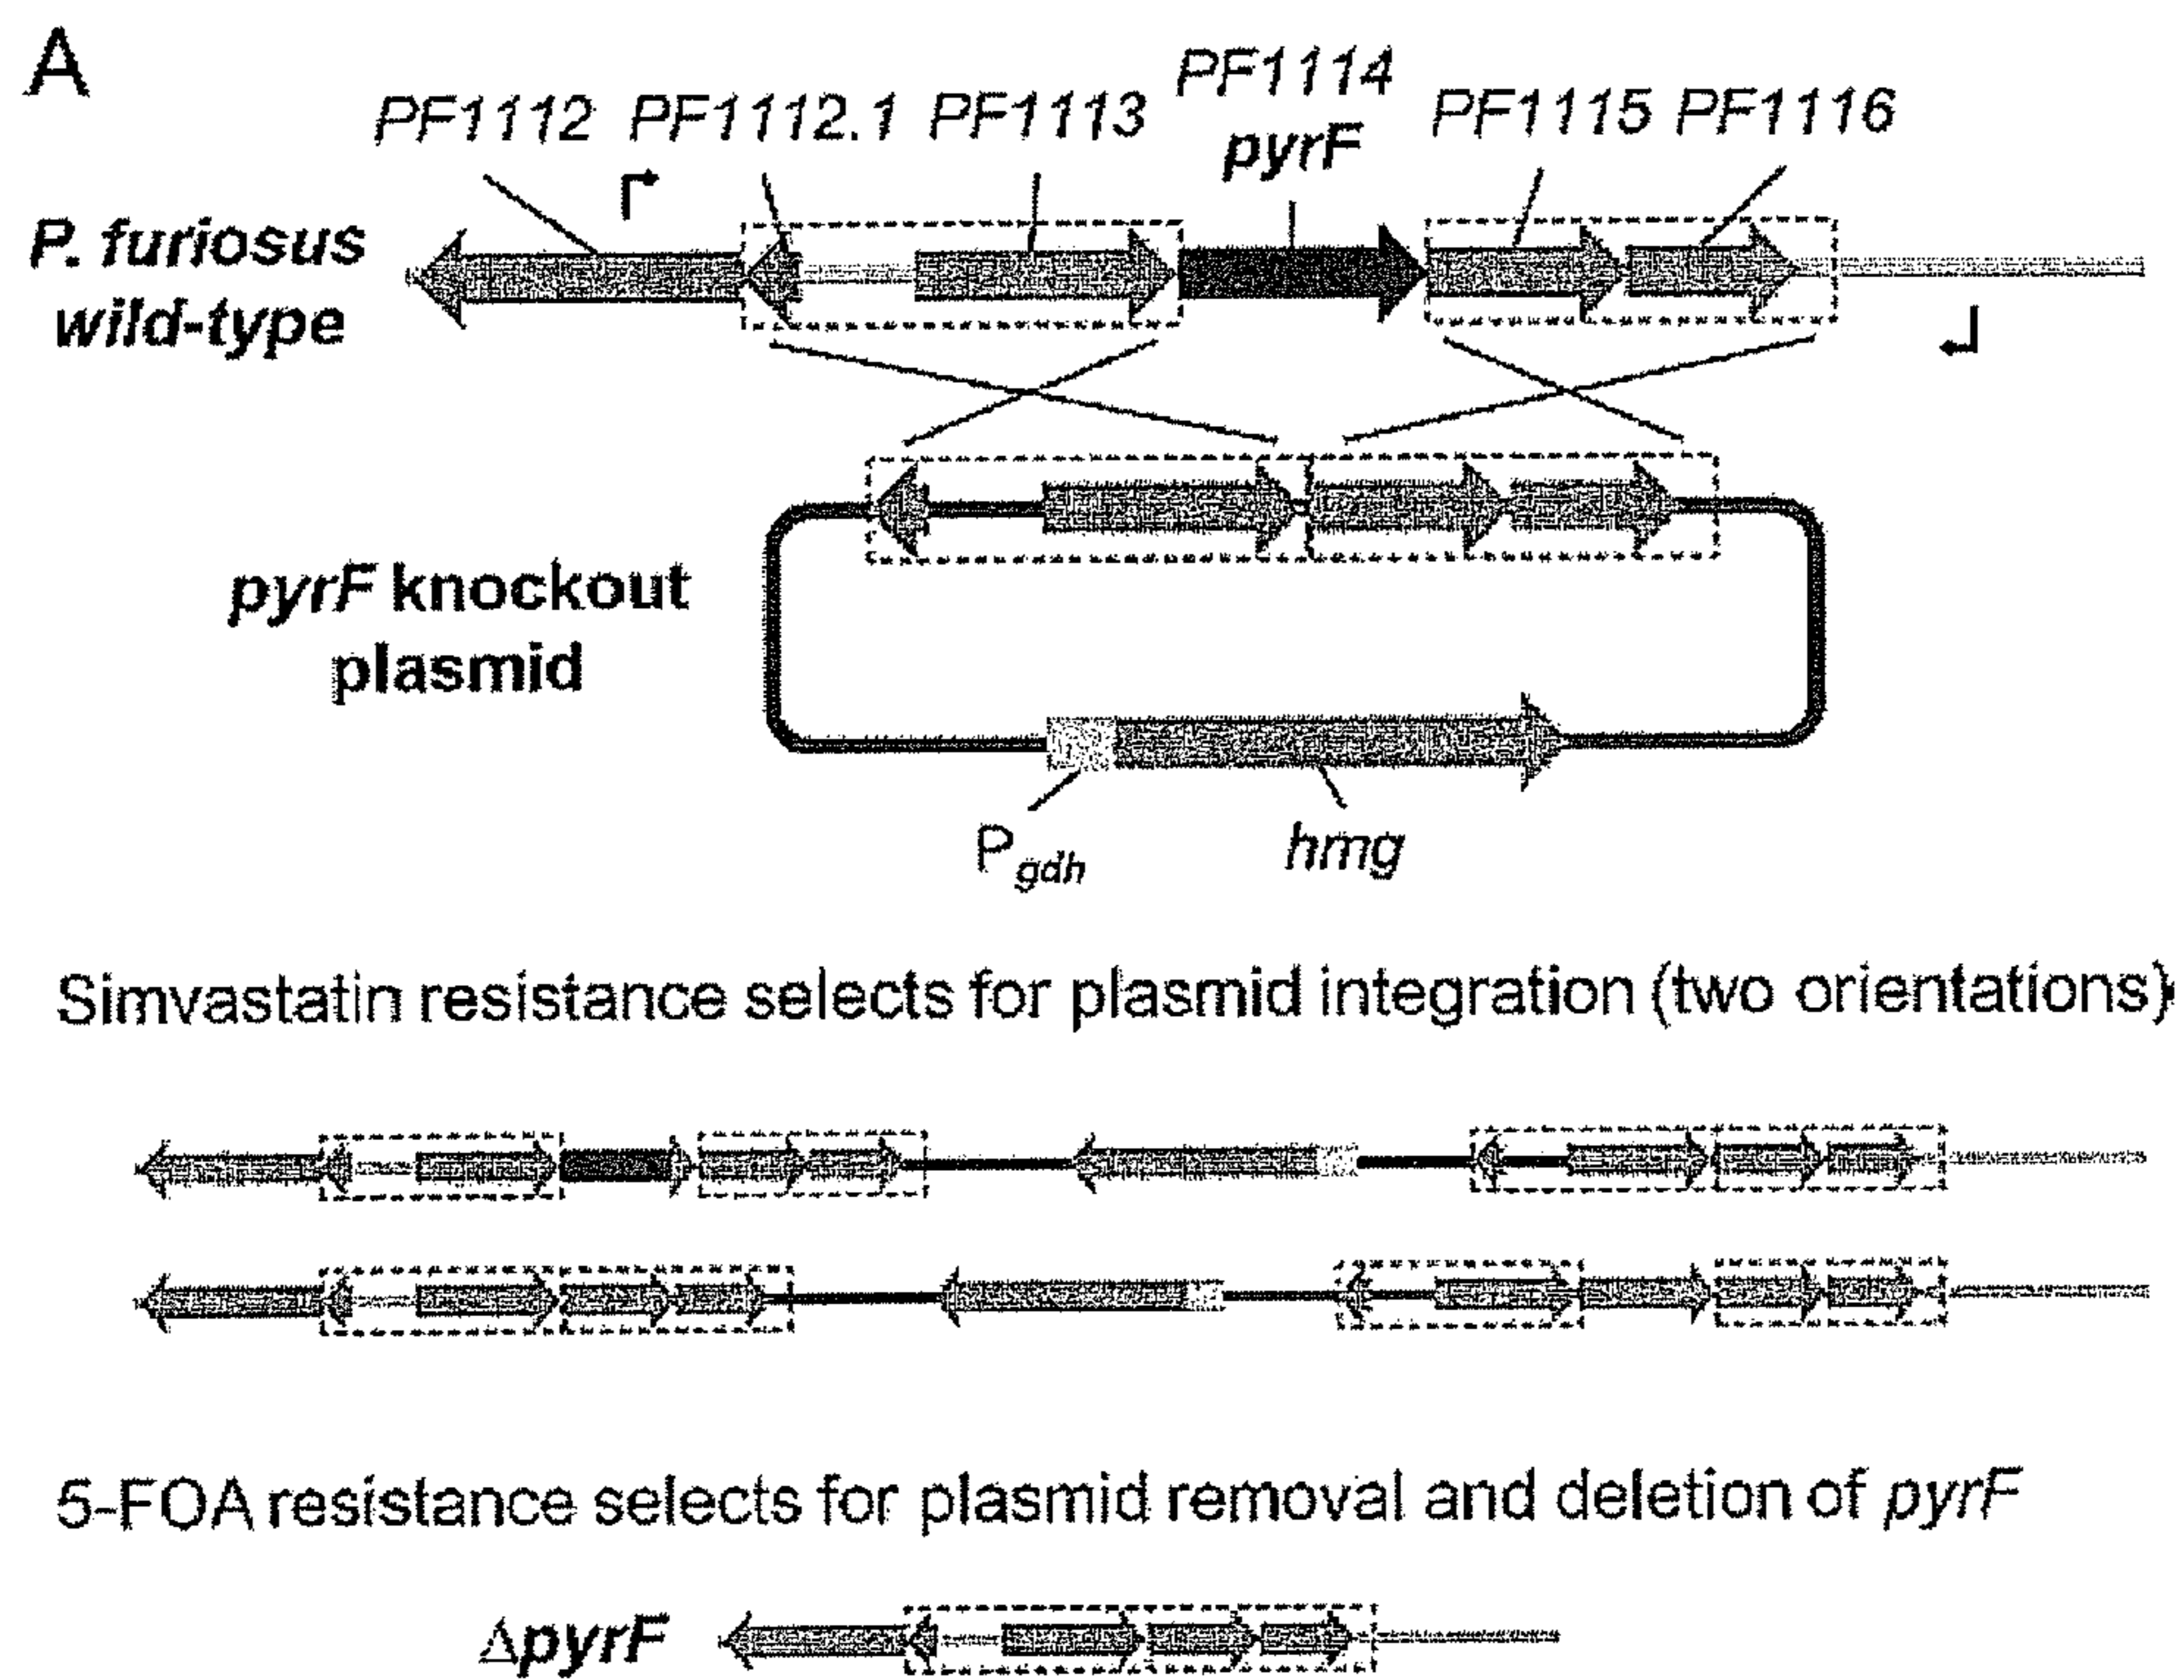 A
PF1112 PF1112.1 PF1113 PF1114 PF1115 PF1116
pyrF
P. furiosus
wild-type
pyrF knockout
plasmid
Pgdh hmg
Simvastatin resistance selects for plasmid integration (two orientations)
5-FOA resistance selects for plasmid removal and deletion of pyrF
ΔpyrF